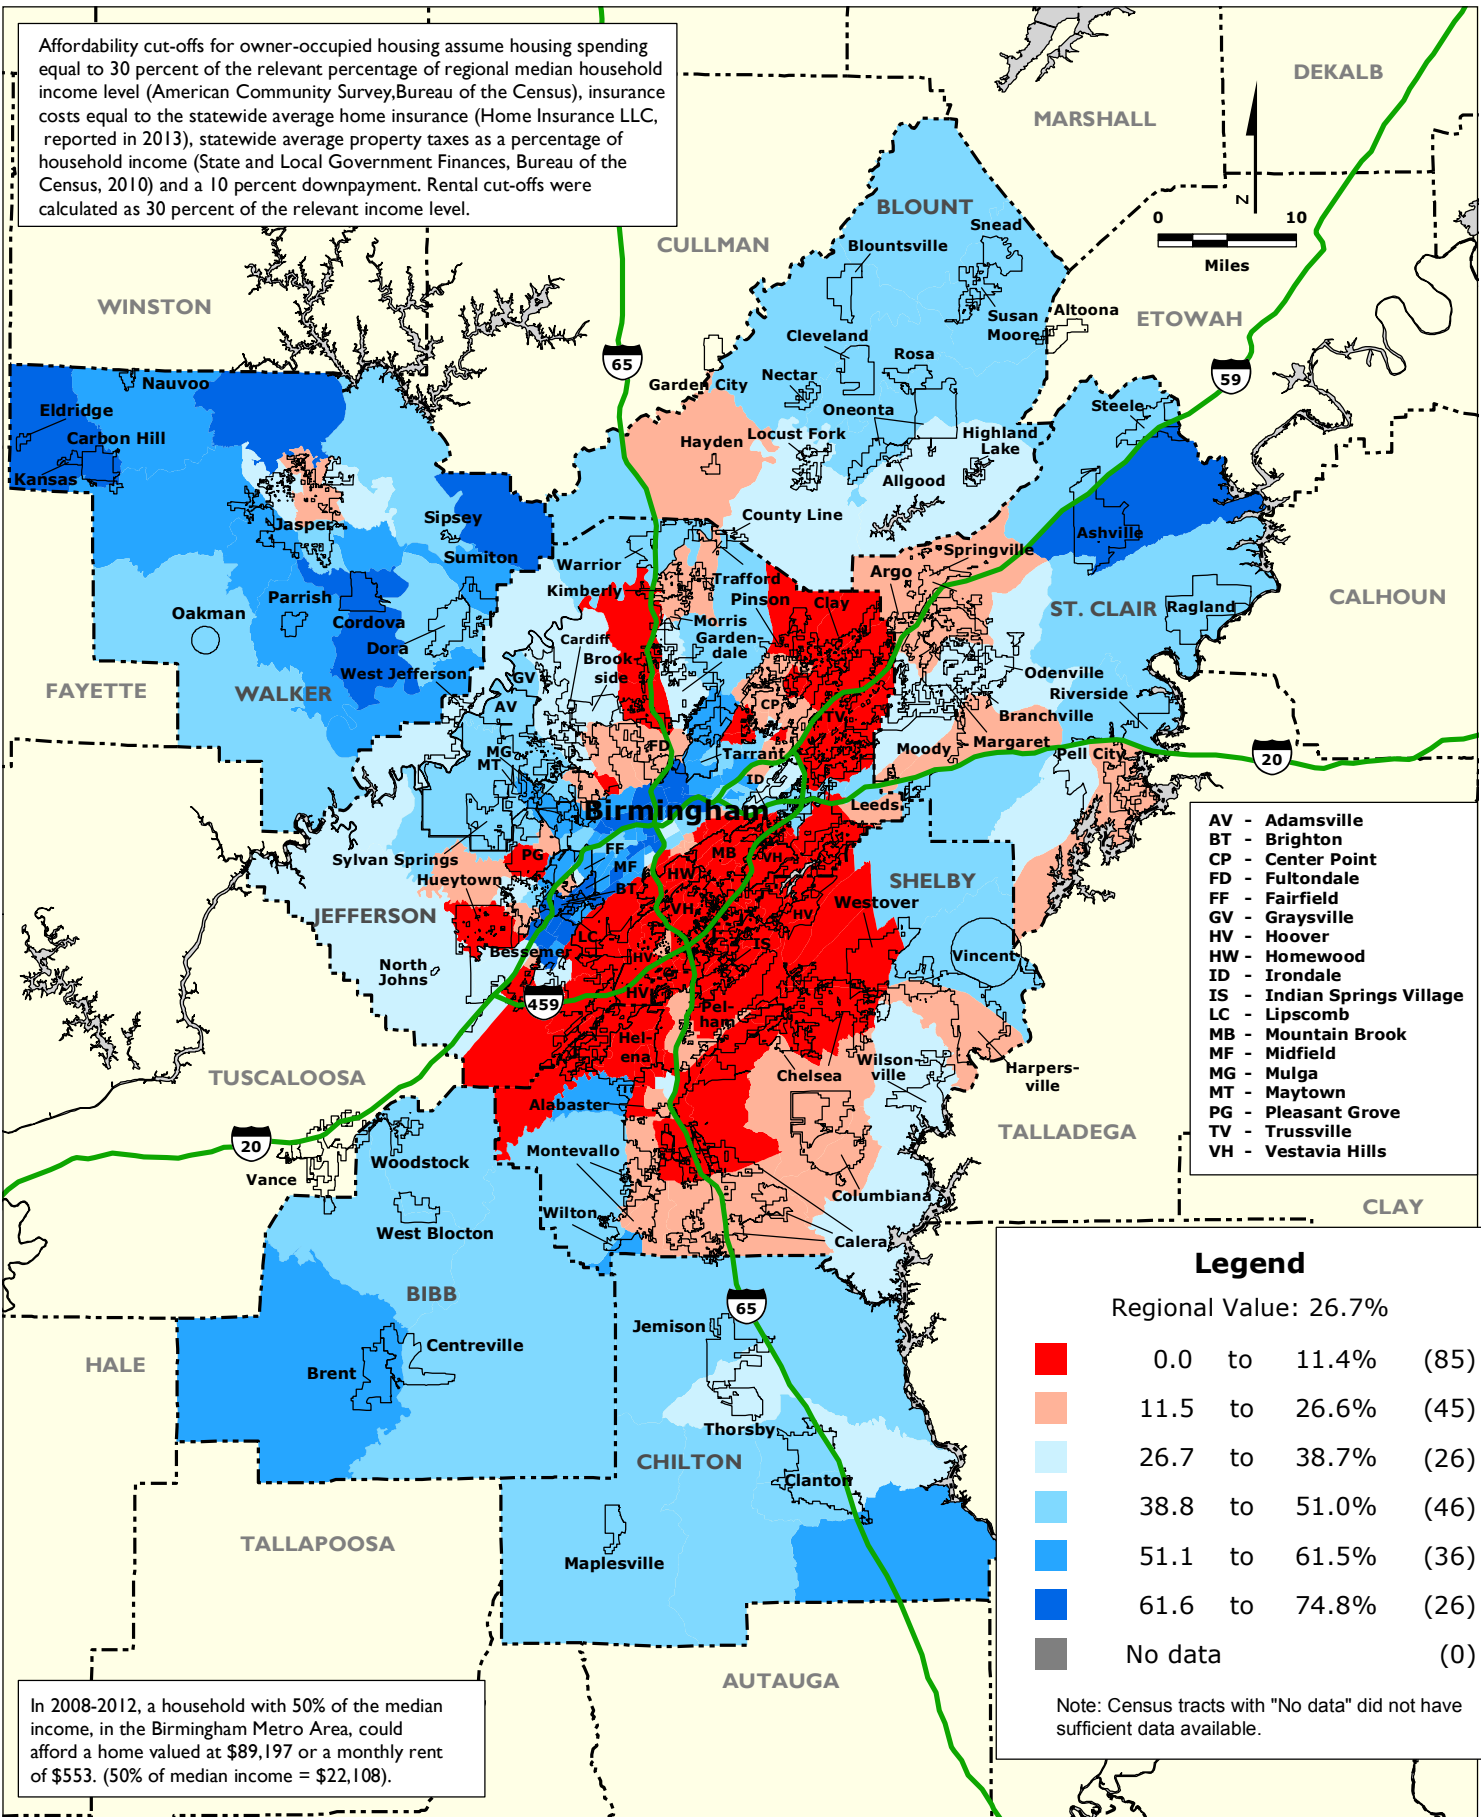 Affordability cut-offs for owner-occupied housing assume housing spending
equal to 30 percent of the relevant percentage of regional median household
income level (American Community Survey,Bureau of the Census), insurance
costs equal to the statewide average home insurance (Home Insurance LLC,
reported in 2013), statewide average property taxes as a percentage of
household income (State and Local Government Finances, Bureau of the
Census, 2010) and a 10 percent downpayment. Rental cut-offs were
calculated as 30 percent of the relevant income level.
DEKALB
MARSHALL
N
0 10
Miles
BLOUNT
Snead
CULLMAN
Blountsville
WINSTON
Susan
Moore
Altoona
ETOWAH
Cleveland
Rosa
65
59
Nectar
Garden City
Nauvoo
Oneonta
Steele
Eldridge
Carbon Hill
Hayden
Locust Fork
Highland
Lake
Kansas
Allgood
Jasper
Sipsey
County Line
Sumiton
Ashville
Springville
Warrior
Argo
Trafford
Kimberly
Pinson
Clay
Parrish
Oakman
Cordova
ST. CLAIR
Ragland
CALHOUN
Morris
Cardiff
Garden-
dale
Dora
Brook-
side
West Jefferson
GV
Odenville
FAYETTE
WALKER
Riverside
AV
CP
TV
Branchville
FD
Margaret
MG
Tarrant
Moody
Pell City
20
MT
ID
Leeds
Birmingham
Sylvan Springs
PG
FF
MB
VH
Hueytown
MF
HW
SHELBY
BT
Westover
JEFFERSON
VH
HV
LC
IS
Bessemer
HV
Vincent
North
Johns
HV
459
Pel-
ham
Hel-
ena
Wilson-
ville
Harpers-
ville
TUSCALOOSA
Chelsea
Alabaster
TALLADEGA
20
Montevallo
Woodstock
Vance
Columbiana
CLAY
Wilton
West Blocton
Calera
AV - Adamsville
BT - Brighton
CP - Center Point
FD - Fultondale
FF - Fairfield
GV - Graysville
HV - Hoover
HW - Homewood
ID - Irondale
IS - Indian Springs Village
LC - Lipscomb
MB - Mountain Brook
MF - Midfield
MG - Mulga
MT - Maytown
PG - Pleasant Grove
TV - Trussville
VH - Vestavia Hills
BIBB
65
Jemison
Centreville
HALE
Brent
Thorsby
CHILTON
Clanton
TALLAPOOSA
Maplesville
AUTAUGA
Legend
Regional Value: 26.7%
0.0 to 11.4% (85)
11.5 to 26.6% (45)
26.7 to 38.7% (26)
38.8 to 51.0% (46)
51.1 to 61.5% (36)
61.6 to 74.8% (26)
No data (0)
Note: Census tracts with "No data" did not have
sufficient data available.
In 2008-2012, a household with 50% of the median
income, in the Birmingham Metro Area, could
afford a home valued at $89,197 or a monthly rent
of $553. (50% of median income = $22,108).